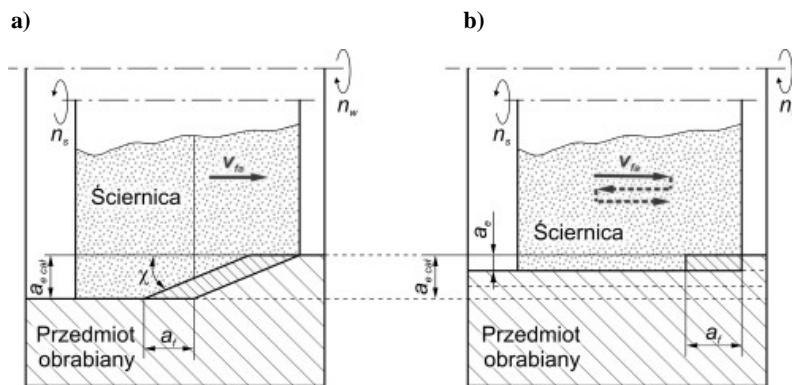 a)
b)
n_w
n_s
v_fa
Ściernica
a_e cał
χ
Przedmiot
obrabiany
a_f
n_s
v_fa
a_e
Ściernica
a_e cał
Przedmiot
obrabiany
a_f